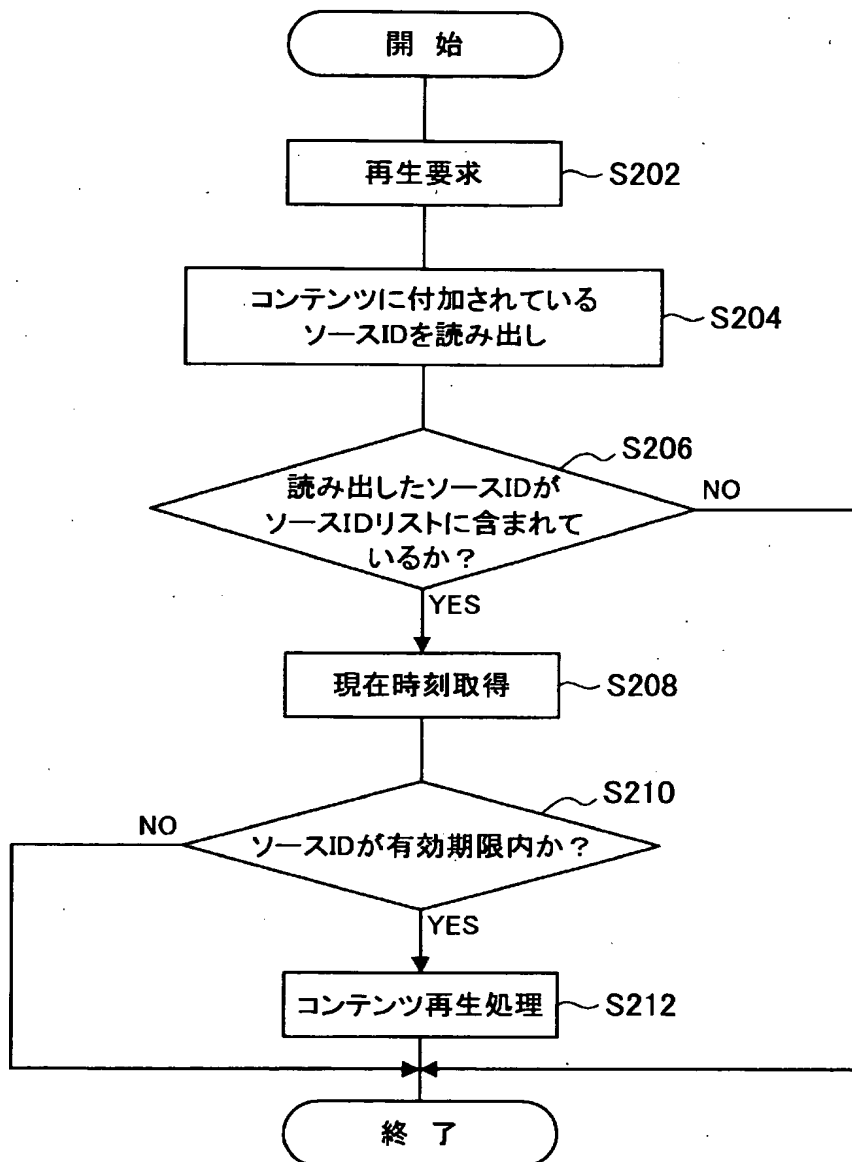 開 始
再生要求
S202
コンテンツに付加されている
ソースIDを読み出し
S204
S206
読み出したソースIDが
ソースIDリストに含まれて
いるか？
NO
YES
現在時刻取得
S208
S210
NO
ソースIDが有効期限内か？
YES
コンテンツ再生処理
S212
終 了